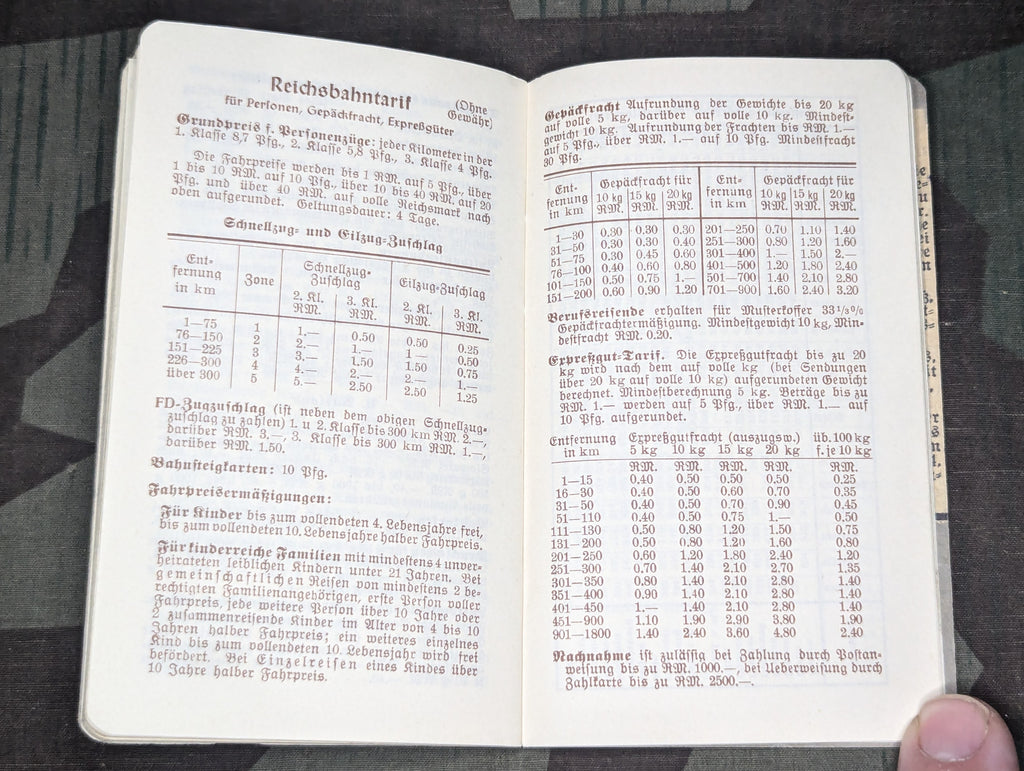 Reichsbahntarif
(Ohne Gewähr)
für Personen, Gepäckfracht, Expreßgüter
Grundpreis f. Personenzüge: jeder Kilometer in der
1. Klasse 8,7 Pfg., 2. Klasse 5,8 Pfg., 3. Klasse 4 Pfg.
Die Fahrpreise werden bis 1 RM. auf 5 Pfg., über
1 bis 10 RM. auf 10 Pfg., über 10 bis 40 RM. auf 20
Pfg. und über 40 RM. auf volle Reichsmark nach
oben aufgerundet. Geltungsdauer: 4 Tage.
Schnellzug- und Eilzug-Zuschlag
Ent-fernung in km | Zone | Schnellzug-Zuschlag | Eilzug-Zuschlag
2. Kl. RM. | 3. Kl. RM. | 2. Kl. RM. | 3. Kl. RM.
1—75 1 1.— 0.50 0.50 0.25
76—150 2 2.— 1.— 1.— 0.50
151—225 3 3.— 1.50 1.50 0.75
226—300 4 4.— 2.— 2.— 1.—
über 300 5 5.— 2.50 2.50 1.25
FD-Zugzuschlag (ist neben dem obigen Schnellzug-
zuschlag zu zahlen) 1. u. 2. Klasse bis 300 km RM. 2.—,
darüber RM. 3.—, 3. Klasse bis 300 km RM. 1.—,
darüber RM. 1.50.
Bahnsteigkarten: 10 Pfg.
Fahrpreisermäßigungen:
Für Kinder bis zum vollendeten 4. Lebensjahre frei,
bis zum vollendeten 10. Lebensjahre halber Fahrpreis.
Für kinderreiche Familien mit mindestens 4 unver-
heirateten leiblichen Kindern unter 21 Jahren. Bei
gemeinschaftlichen Reisen von mindestens 2 be-
rechtigten Familienangehörigen, erste Person voller
Fahrpreis, jede weitere Person über 10 Jahre oder
2 zusammenreisende Kinder im Alter von 4 bis 10
Jahren halber Fahrpreis; ein weiteres einzelnes
Kind bis zum vollendeten 10. Lebensjahr wird frei
befördert. Bei Einzelreisen eines Kindes über
10 Jahre halber Fahrpreis.
Gepäckfracht Aufrundung der Gewichte bis 20 kg
auf volle 5 kg, darüber auf volle 10 kg. Mindest-
gewicht 10 kg. Aufrundung der Frachten bis RM. 1.—
auf 5 Pfg., über RM. 1.— auf 10 Pfg. Mindestfracht
30 Pfg.
Ent-fernung in km | Gepäckfracht für | Ent-fernung in km | Gepäckfracht für
10 kg RM. | 15 kg RM. | 20 kg RM. | 10 kg RM. | 15 kg RM. | 20 kg RM.
1—30 0.30 0.30 0.30 201—250 0.70 1.10 1.40
31—50 0.30 0.30 0.40 251—300 0.80 1.20 1.60
51—75 0.30 0.45 0.60 301—400 1.— 1.50 2.—
76—100 0.40 0.60 0.80 401—500 1.20 1.80 2.40
101—150 0.50 0.75 1.— 501—700 1.40 2.10 2.80
151—200 0.60 0.90 1.20 701—900 1.60 2.40 3.20
Berufsreisende erhalten für Musterkoffer 33⅓%
Gepäckfrachtermäßigung. Mindestgewicht 10 kg, Min-
destfracht RM. 0.20.
Expreßgut-Tarif. Die Expreßgutfracht bis zu 20
kg wird nach dem auf volle kg (bei Sendungen
über 20 kg auf volle 10 kg) aufgerundeten Gewicht
berechnet. Mindestberechnung 5 kg. Beträge bis zu
RM. 1.— werden auf 5 Pfg., über RM. 1.— auf
10 Pfg. aufgerundet.
Entfernung Expreßgutfracht (auszugsw.) üb. 100 kg
in km 5 kg 10 kg 15 kg 20 kg f. je 10 kg
RM. RM. RM. RM. RM.
1—15 0.40 0.50 0.50 0.50 0.25
16—30 0.40 0.50 0.60 0.70 0.35
31—50 0.40 0.50 0.70 0.90 0.45
51—110 0.40 0.50 0.75 1.— 0.50
111—130 0.50 0.80 1.20 1.50 0.75
131—200 0.50 0.80 1.20 1.60 0.80
201—250 0.60 1.20 1.80 2.40 1.20
251—300 0.70 1.40 2.10 2.70 1.35
301—350 0.80 1.40 2.10 2.80 1.40
351—400 0.90 1.40 2.10 2.80 1.40
401—450 1.— 1.40 2.10 2.80 1.40
451—900 1.10 1.90 2.90 3.80 1.90
901—1800 1.40 2.40 3.60 4.80 2.40
Nachnahme ist zulässig bei Zahlung durch Postan-
weisung bis zu RM. 1000.—, bei Ueberweisung durch
Zahlkarte bis zu RM. 2500.—.